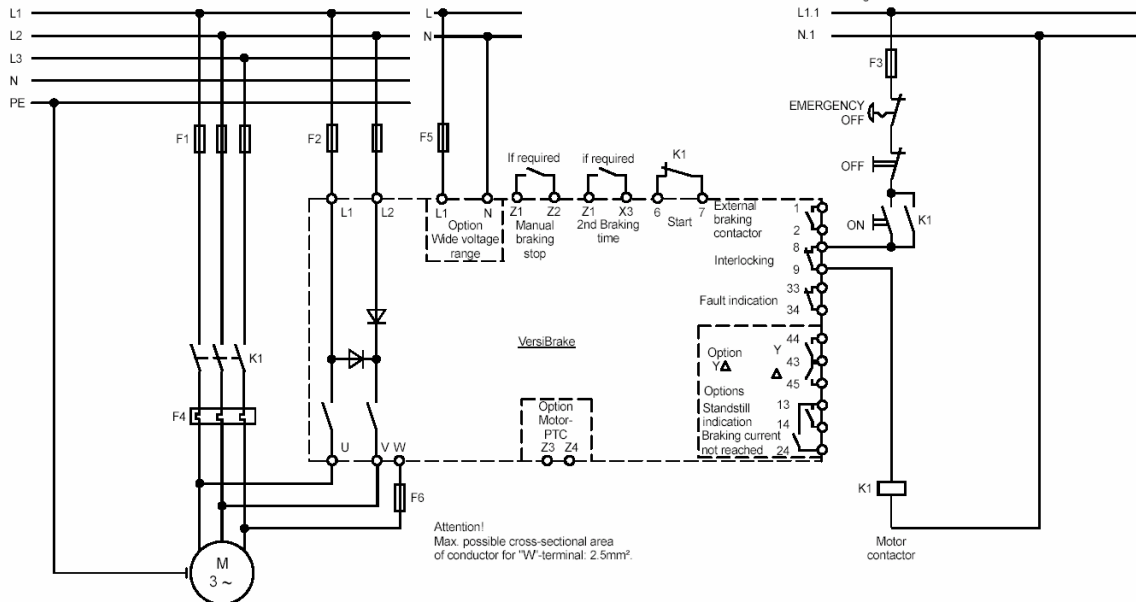 L1
L2
L3
N
PE
L
N
L1.1
N.1
F1
F2
F5
F3
EMERGENCY
OFF
OFF
ON
K1
If required
if required
K1
L1
L2
L1
N
Z1
Z2
Z1
X3
6
7
Option
Wide voltage
range
Manual
braking
stop
2nd Braking
time
Start
External
braking
contactor
1
2
Interlocking
8
9
Fault indication
33
34
VersiBrake
Option
Y
Y
44
43
45
Options
Standstill
indication
Braking current
not reached
13
14
24
K1
F4
Option
Motor-
PTC
Z3 Z4
U
V W
F6
K1
Motor
contactor
Attention!
Max. possible cross-sectional area
of conductor for "W"-terminal: 2.5mm².
M
3 ~